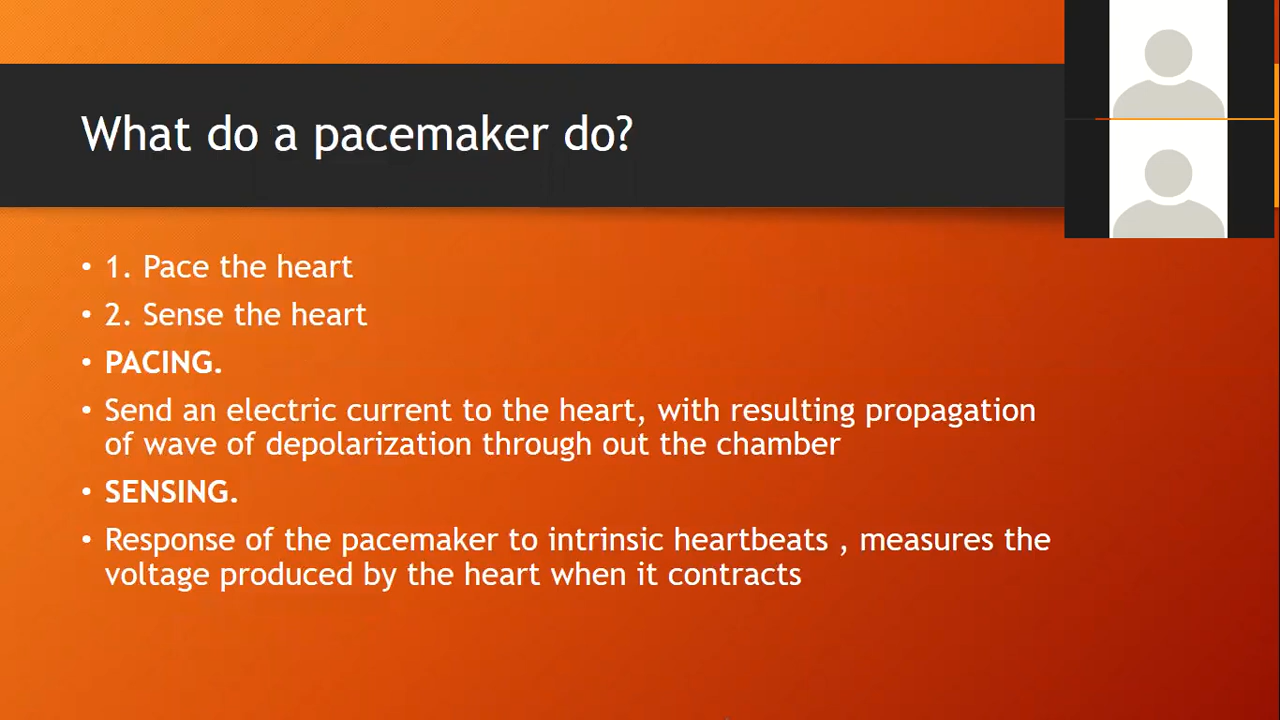 What do a pacemaker do?
• 1. Pace the heart
• 2. Sense the heart
• PACING.
• Send an electric current to the heart, with resulting propagation
of wave of depolarization through out the chamber
• SENSING.
• Response of the pacemaker to intrinsic heartbeats , measures the
voltage produced by the heart when it contracts